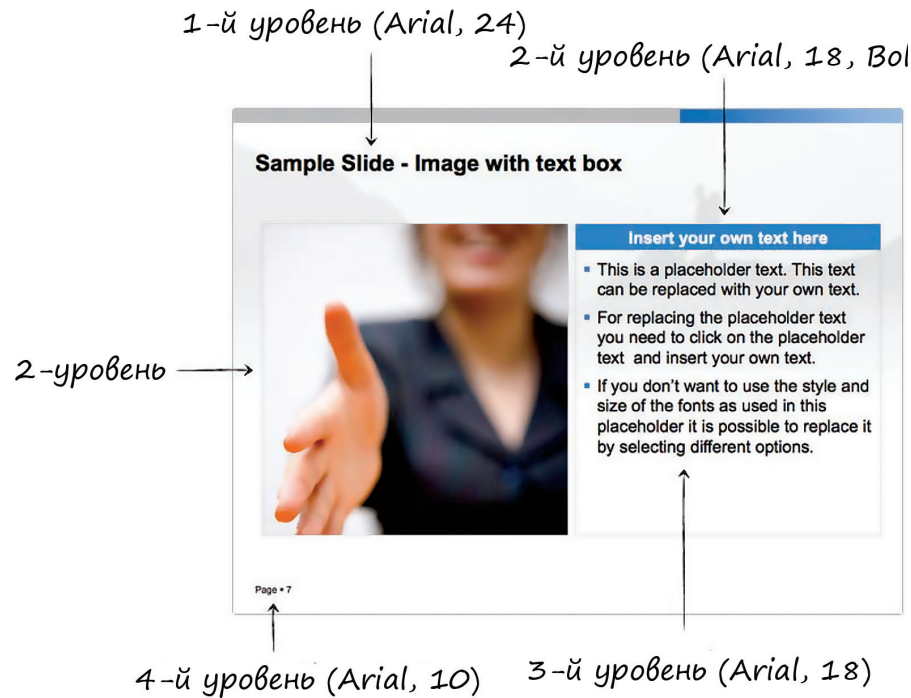 1-й уровень (Arial, 24)
2-й уровень (Arial, 18, Bol
Sample Slide - Image with text box
Insert your own text here
▪ This is a placeholder text. This text
can be replaced with your own text.
▪ For replacing the placeholder text
you need to click on the placeholder
text and insert your own text.
▪ If you don't want to use the style and
size of the fonts as used in this
placeholder it is possible to replace it
by selecting different options.
2-уровень
Page ▪ 7
4-й уровень (Arial, 10)
3-й уровень (Arial, 18)